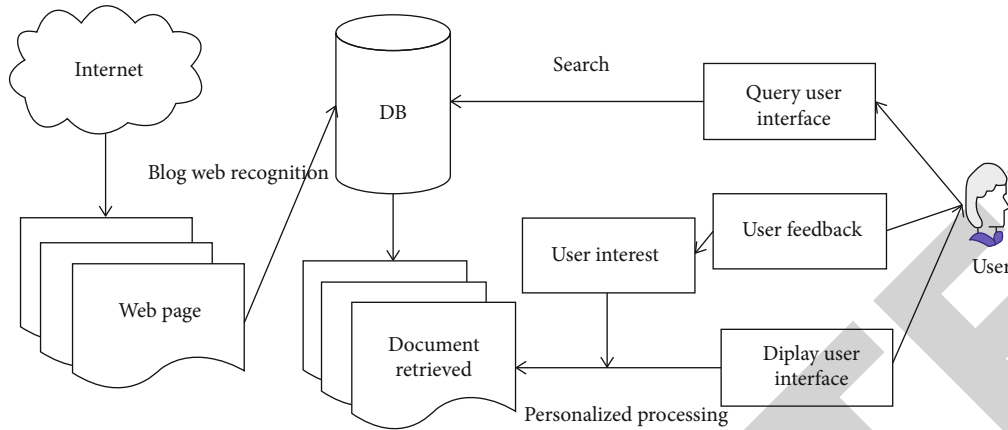 Internet
DB
Search
Query user
interface
Blog web recognition
User interest
User feedback
User
Web page
Document
retrieved
Diplay user
interface
Personalized processing